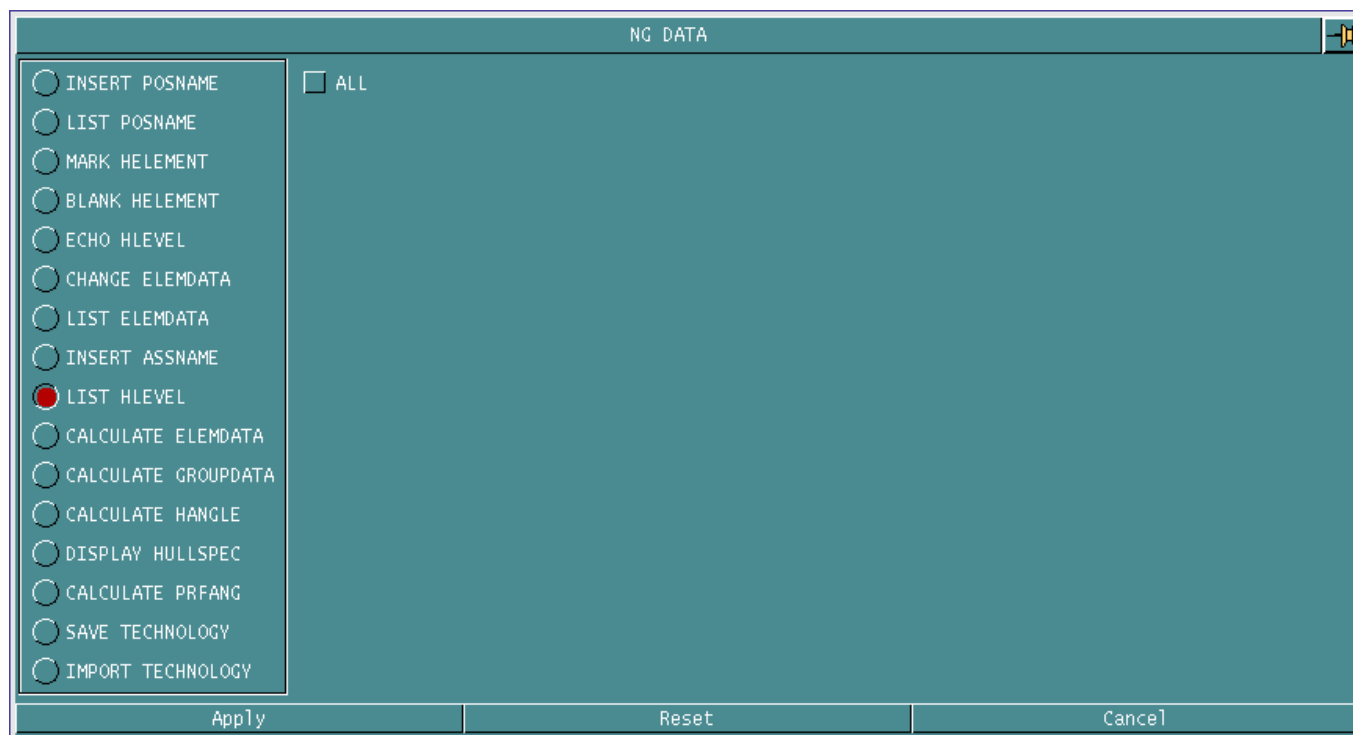 NG DATA
INSERT POSNAME
ALL
LIST POSNAME
MARK HELEMENT
BLANK HELEMENT
ECHO HLEVEL
CHANGE ELEMDATA
LIST ELEMDATA
INSERT ASSNAME
LIST HLEVEL
CALCULATE ELEMDATA
CALCULATE GROUPDATA
CALCULATE HANGLE
DISPLAY HULLSPEC
CALCULATE PRFANG
SAVE TECHNOLOGY
IMPORT TECHNOLOGY
Apply Reset Cancel